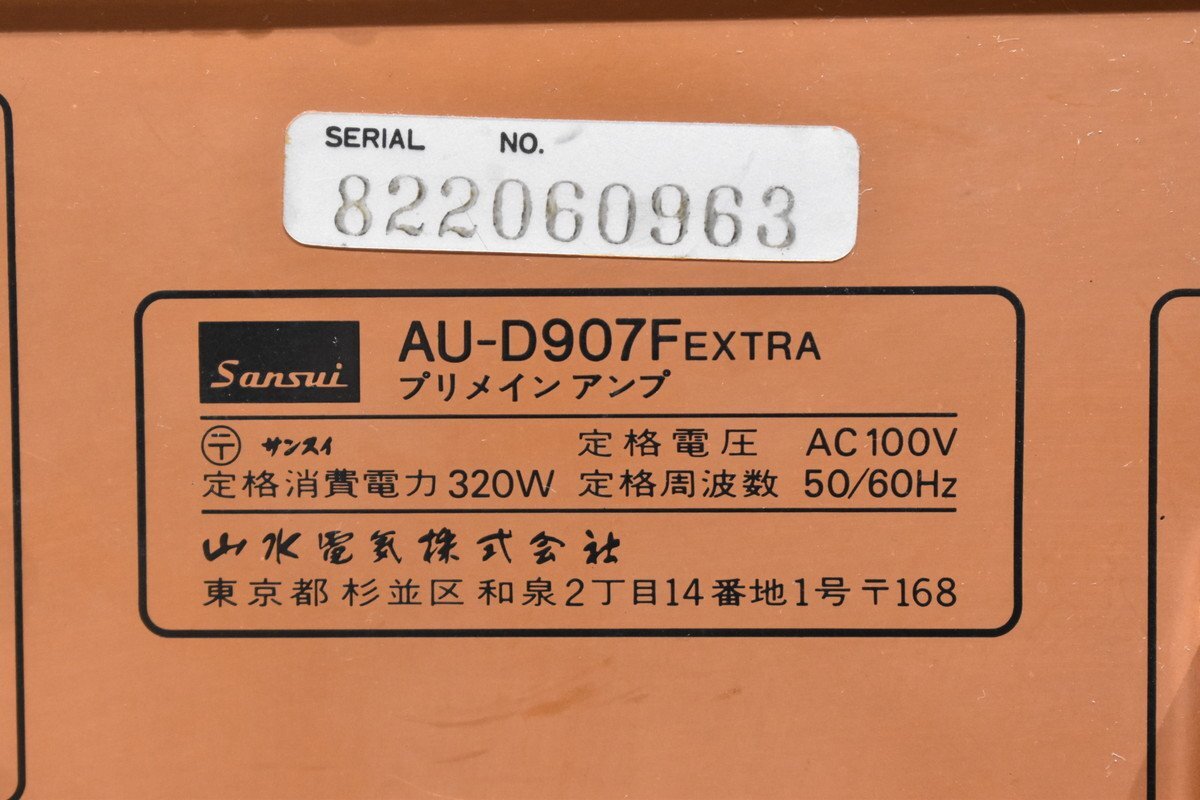 SERIAL NO.
822060963
Sansui AU-D907F EXTRA
プリメインアンプ
〒 サンスイ 定格電圧 AC100V
定格消費電力 320W 定格周波数 50/60Hz
山水電気株式会社
東京都杉並区和泉2丁目14番地1号〒168